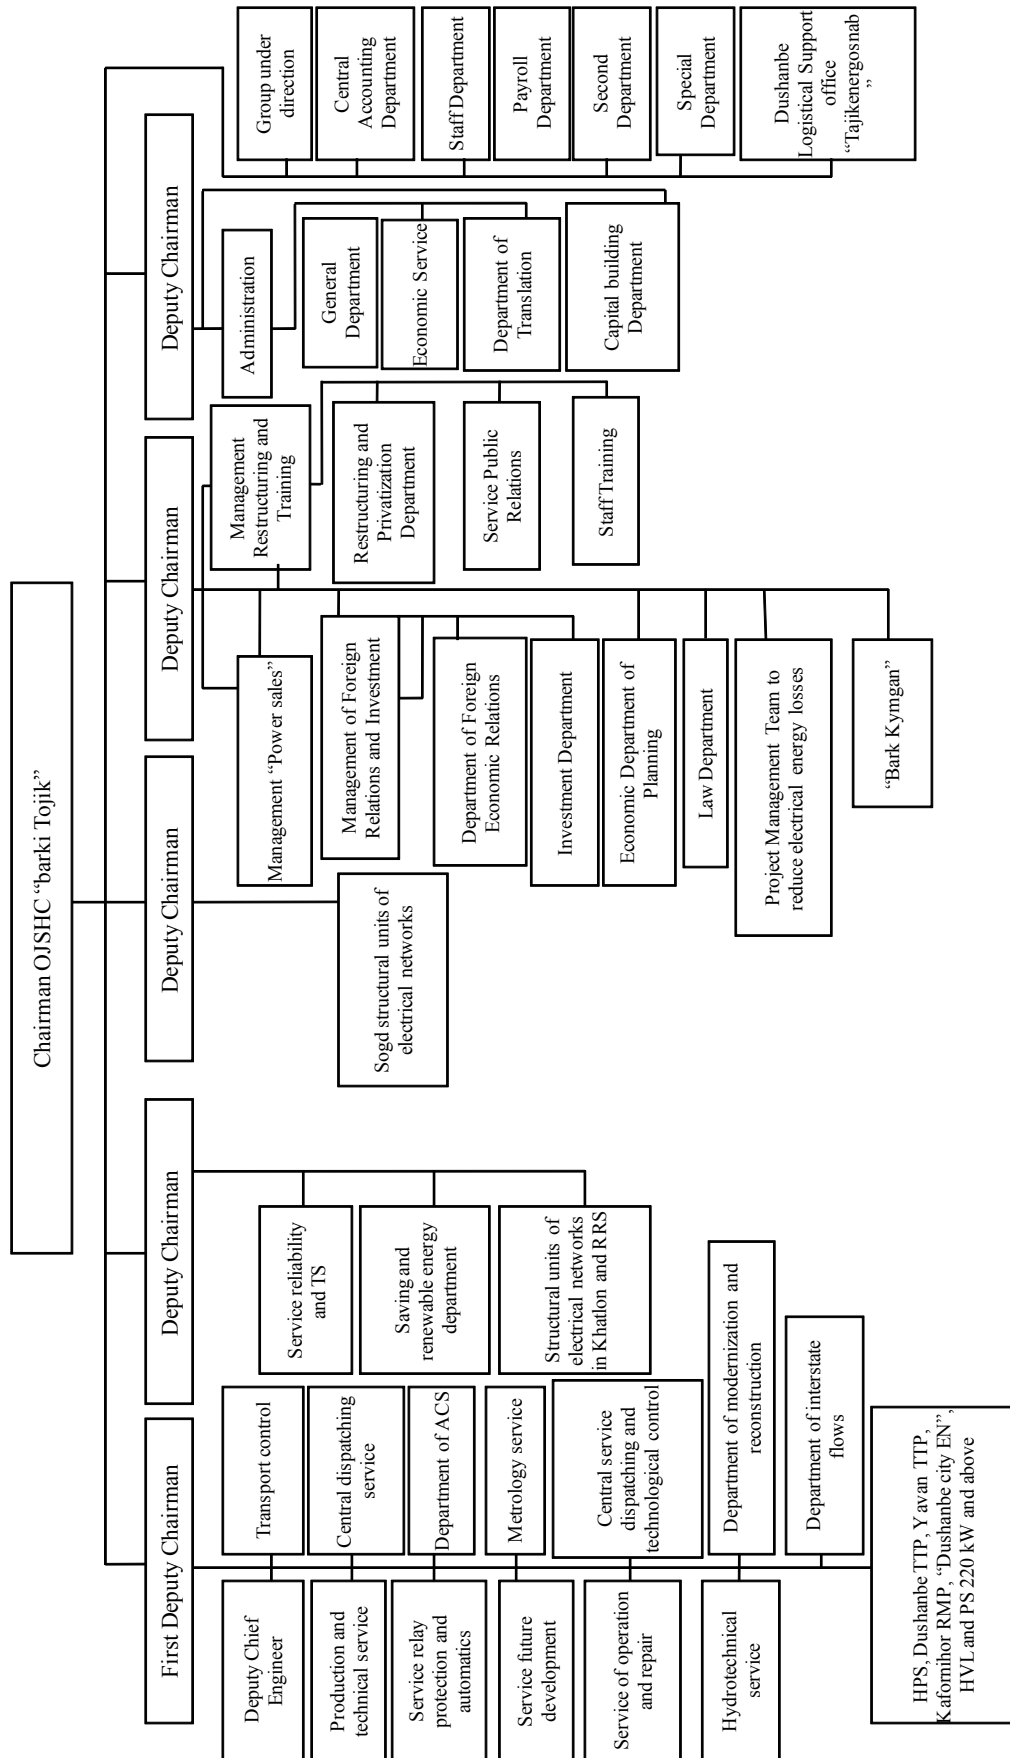 Chairman OJSHC “barki Tojik”
First Deputy Chairman
Deputy Chairman
Deputy Chairman
Deputy Chairman
Deputy Chairman
Deputy Chief
Engineer
Transport control
Production and
technical service
Central dispatching
service
Service relay
protection and
automatics
Department of ACS
Service future
development
Metrology service
Service of operation
and repair
Central service
dispatching and
technological control
Hydrotechnical
service
Department of modernization and
reconstruction
Department of interstate
flows
HPS, Dushanbe TTP, Yavan TTP,
Kafornihor RMP, “Dushanbe city EN”,
HVL and PS 220 kW and above
Service reliability
and TS
Saving and
renewable energy
department
Structural units of
electrical networks
in Khatlon and RRS
Sogd structural units of
electrical networks
Management “Power sales”
Management of Foreign
Relations and Investment
Department of Foreign
Economic Relations
Investment Department
Economic Department of
Planning
Law Department
Project Management Team to
reduce electrical energy losses
“Bark Kymgan”
Management
Restructuring and
Training
Restructuring and
Privatization
Department
Service Public
Relations
Staff Training
Administration
General
Department
Economic Service
Department of
Translation
Capital building
Department
Group under
direction
Central
Accounting
Department
Staff Department
Payroll
Department
Second
Department
Special
Department
Dushanbe
Logistical Support
office
“Tajikenergosnab
”